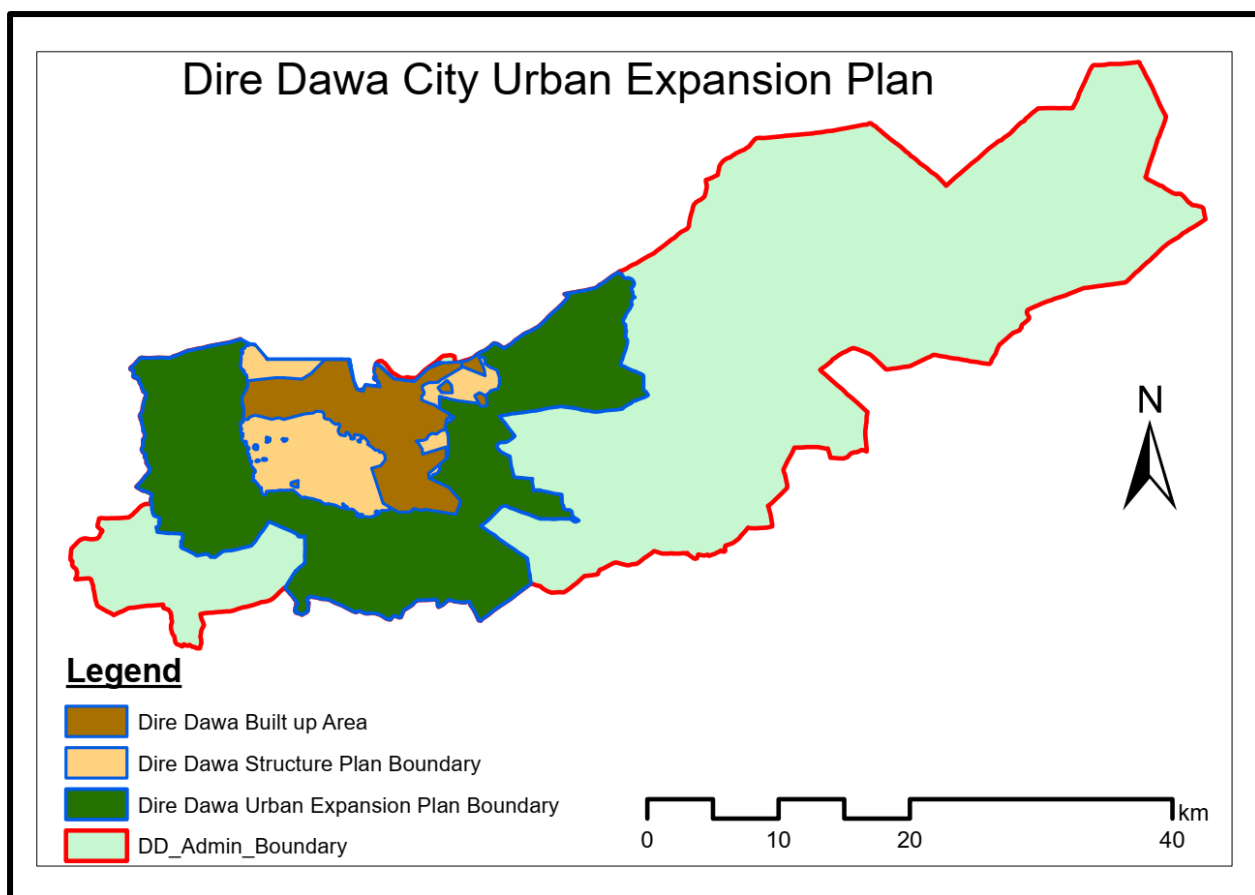 Dire Dawa City Urban Expansion Plan
N
Legend
Dire Dawa Built up Area
Dire Dawa Structure Plan Boundary
Dire Dawa Urban Expansion Plan Boundary
DD_Admin_Boundary
km
0 10 20 40